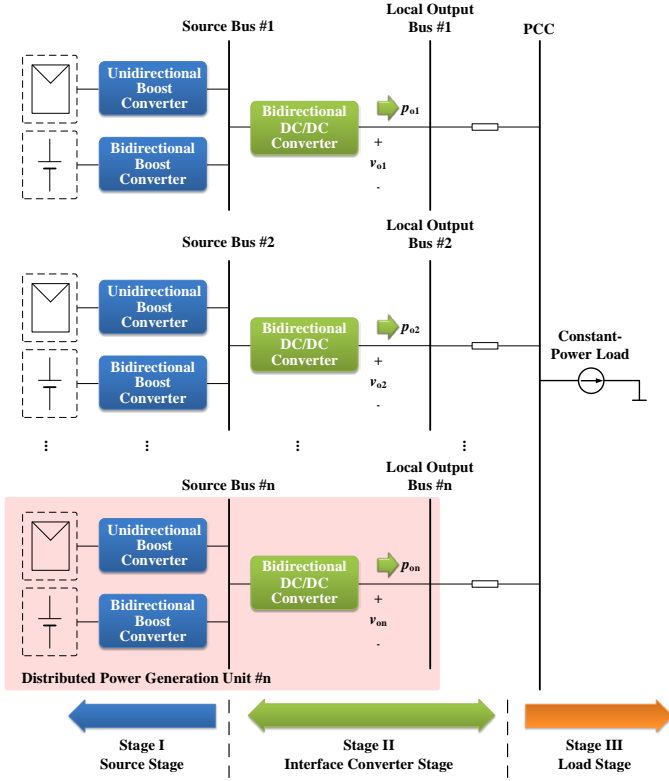 Source Bus #1
Local Output
Bus #1
PCC
Unidirectional
Boost
Converter
Bidirectional
Boost
Converter
Bidirectional
DC/DC
Converter
po1
+
vo1
-
Source Bus #2
Local Output
Bus #2
Unidirectional
Boost
Converter
Bidirectional
Boost
Converter
Bidirectional
DC/DC
Converter
po2
+
vo2
-
Constant-
Power Load
...
...
...
...
Source Bus #n
Local Output
Bus #n
Unidirectional
Boost
Converter
Bidirectional
Boost
Converter
Bidirectional
DC/DC
Converter
pon
+
von
-
Distributed Power Generation Unit #n
Stage I
Source Stage
Stage II
Interface Converter Stage
Stage III
Load Stage